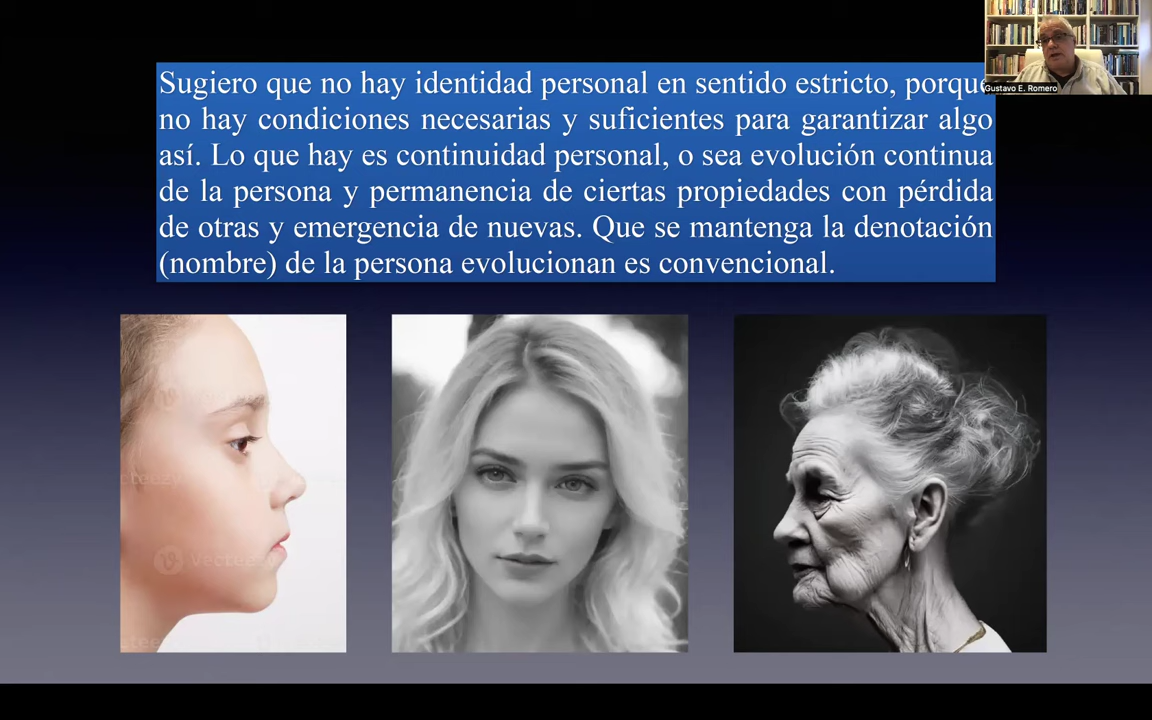 Sugiero que no hay identidad personal en sentido estricto, porque
no hay condiciones necesarias y suficientes para garantizar algo
así. Lo que hay es continuidad personal, o sea evolución continua
de la persona y permanencia de ciertas propiedades con pérdida
de otras y emergencia de nuevas. Que se mantenga la denotación
(nombre) de la persona evolucionan es convencional.
Gustavo E. Romero
Vecteezy